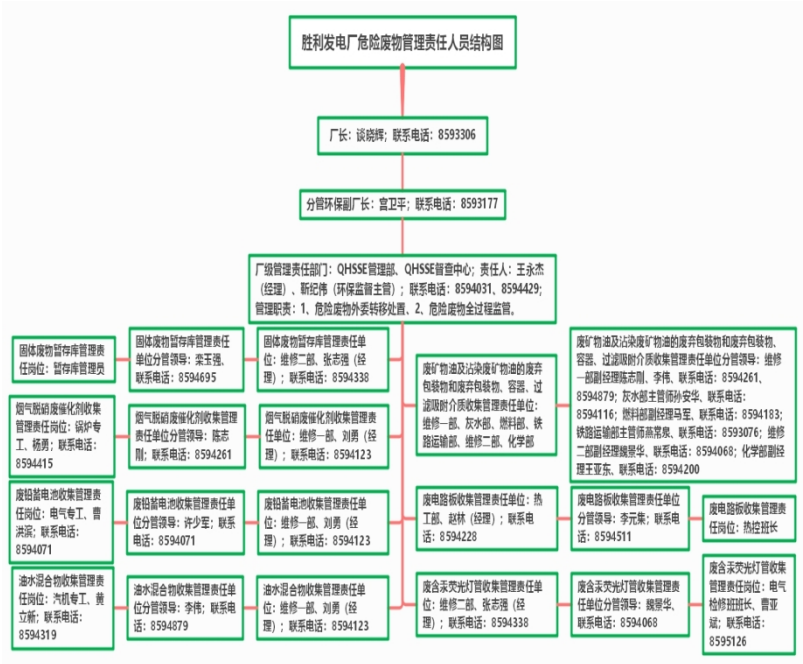 胜利发电厂危险废物管理责任人员结构图
厂长：谈晓辉；联系电话：8593306
分管环保副厂长：宫卫平；联系电话：8593177
厂级管理责任部门：QHSSE管理部、QHSSE督查中心；责任人：王永杰
（经理）、靳纪伟（环保监督主管）；联系电话：8594031、8594429；
管理职责：1、危险废物外委转移处置、2、危险废物全过程监管。
固体废物暂存库管理责
任岗位：暂存库管理员
固体废物暂存库管理责任
单位分管领导：栾玉强、
联系电话：8594695
固体废物暂存库管理责任单
位：维修二部、张志强（经
理）；联系电话：8594338
烟气脱硝废催化剂收集
管理责任岗位：锅炉专
工、杨勇；联系电话：
8594415
烟气脱硝废催化剂收集管理
责任单位分管领导：陈志
刚；联系电话：8594261
烟气脱硝废催化剂收集管理
责任单位：维修一部、刘勇（经
理）；联系电话：8594123
废铅蓄电池收集管理责
任岗位：电气专工、曹
洪滨；联系电话：
8594071
废铅蓄电池收集管理责任单
位分管领导：许少军；联系
电话：8594071
废铅蓄电池收集管理责任单
位：维修一部、刘勇（经
理）；联系电话：8594123
油水混合物收集管理责
任岗位：汽机专工、黄
立新；联系电话：
8594319
油水混合物收集管理责任单
位分管领导：李伟；联系电
话：8594879
油水混合物收集管理责任单
位：维修一部、刘勇（经
理）；联系电话：8594123
废矿物油及沾染废矿物油的废弃
包装物和废弃包装物、容器、过
滤吸附介质收集管理责任单位：
维修一部、灰水部、燃料部、铁
路运输部、维修二部、化学部
废矿物油及沾染废矿物油的废弃包装物和废弃包装物、
容器、过滤吸附介质收集管理责任单位分管领导：维修
一部副经理陈志刚、李伟、联系电话：8594261、
8594879；灰水部主管师孙安华、联系电话：
8594116；燃料部副经理马军、联系电话：8594183；
铁路运输部主管师燕常泉、联系电话：8593076；维修
二部副经理魏景华、联系电话：8594068；化学部副经
理王亚东、联系电话：8594200
废电路板收集管理责任单位：热
工部、赵林（经理）；联系电
话：8594228
废电路板收集管理责任单位
分管领导：李元集；联系电
话：8594511
废电路板收集管理责
任岗位：热控班长
废含汞荧光灯管收集管理责任单
位：维修二部、张志强（经
理）；联系电话：8594338
废含汞荧光灯管收集管理责
任单位分管领导：魏景华、
联系电话：8594068
废含汞荧光灯管收集
管理责任岗位：电气
检修班班长、曹亚
斌；联系电话：
8595126